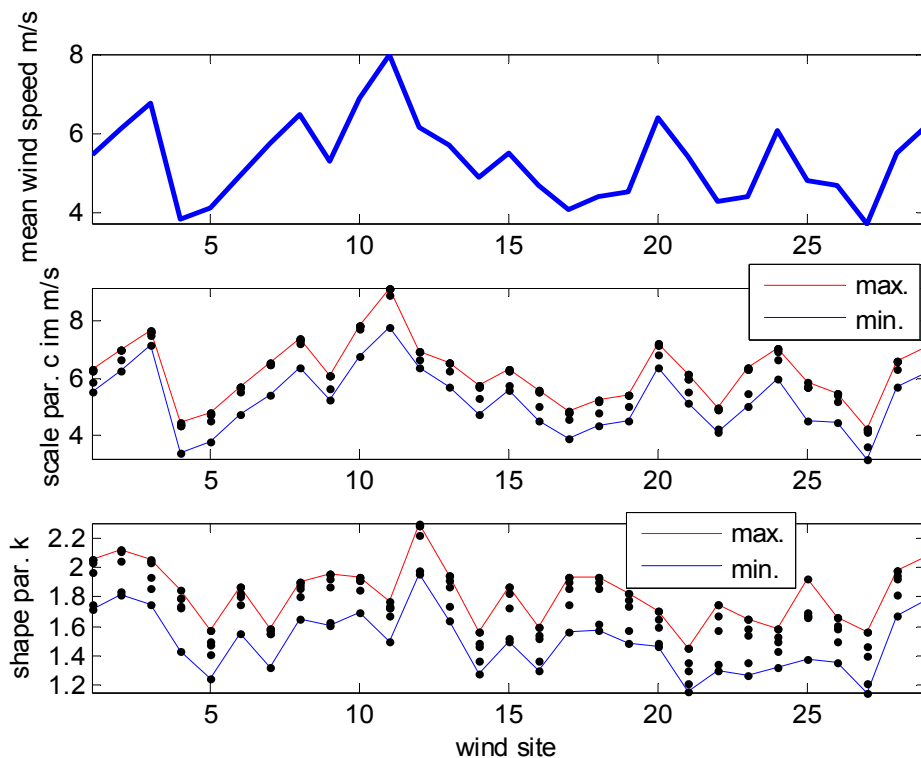 mean wind speed m/s
8
6
4
5 10 15 20 25
scale par. c im m/s
8
6
4
max.
min.
5 10 15 20 25
shape par. k
2.2
2
1.8
1.6
1.4
1.2
max.
min.
5 10 15 20 25
wind site